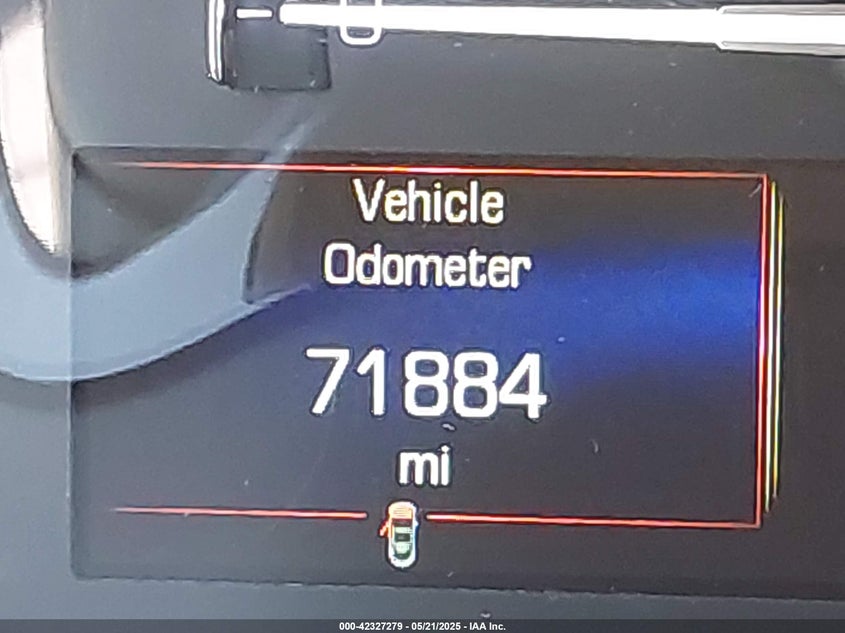 Vehicle
Odometer
71884
mi
000-42327279 - 05/21/2025 - IAA Inc.